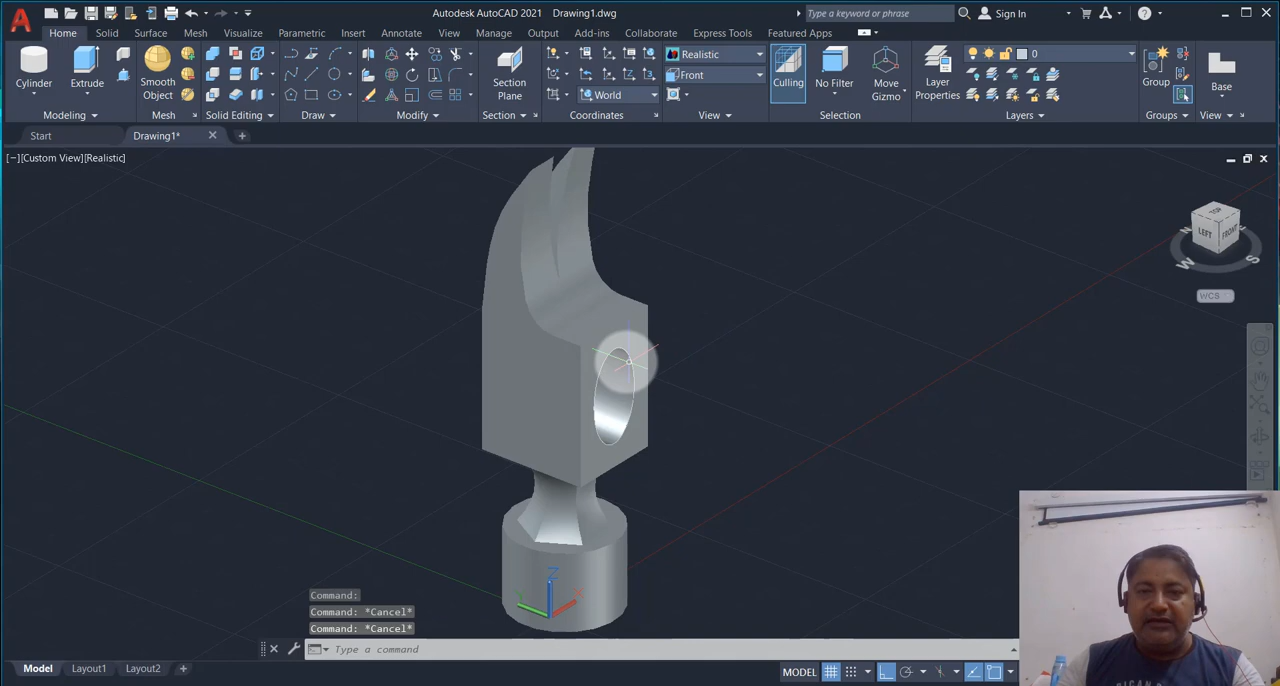 Autodesk AutoCAD 2021 Drawing1.dwg
Type a keyword or phrase
Sign In
Home Solid Surface Mesh Visualize Parametric Insert Annotate View Manage Output Add-ins Collaborate Express Tools Featured Apps
Cylinder
Extrude
Smooth
Object
Section
Plane
World
Realistic
Front
Culling
No Filter
Move
Gizmo
Layer
Properties
0
Group
Base
Modeling
Mesh
Solid Editing
Draw
Modify
Section
Coordinates
View
Selection
Layers
Groups
View
Start
Drawing1*
[−][Custom View][Realistic]
TOP
LEFT
FRONT
W
S
WCS
Z
Y
X
Command:
Command: *Cancel*
Command: *Cancel*
Type a command
Model
Layout1
Layout2
MODEL